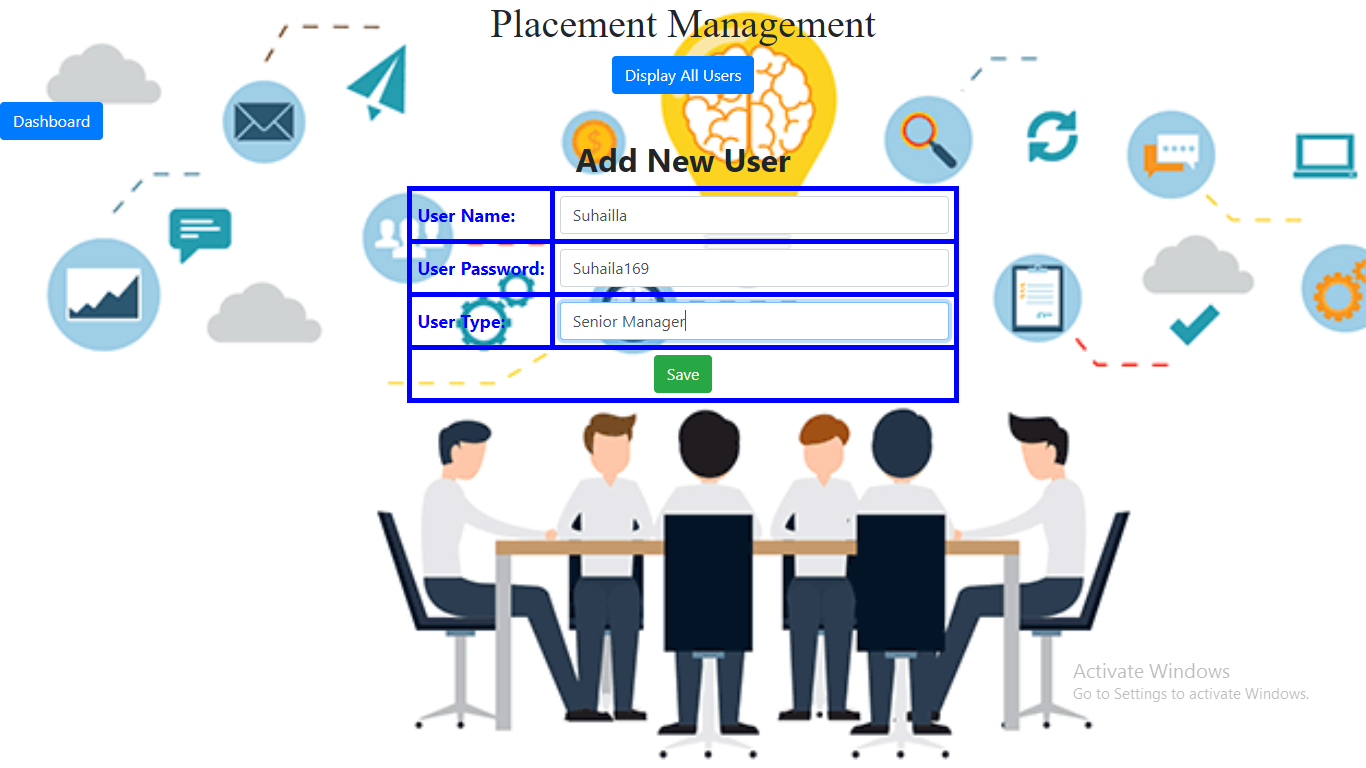 Placement Management
Display All Users
Dashboard
Add New User
User Name: Suhailla
User Password: Suhaila169
User Type: Senior Manager
Save
Activate Windows
Go to Settings to activate Windows.